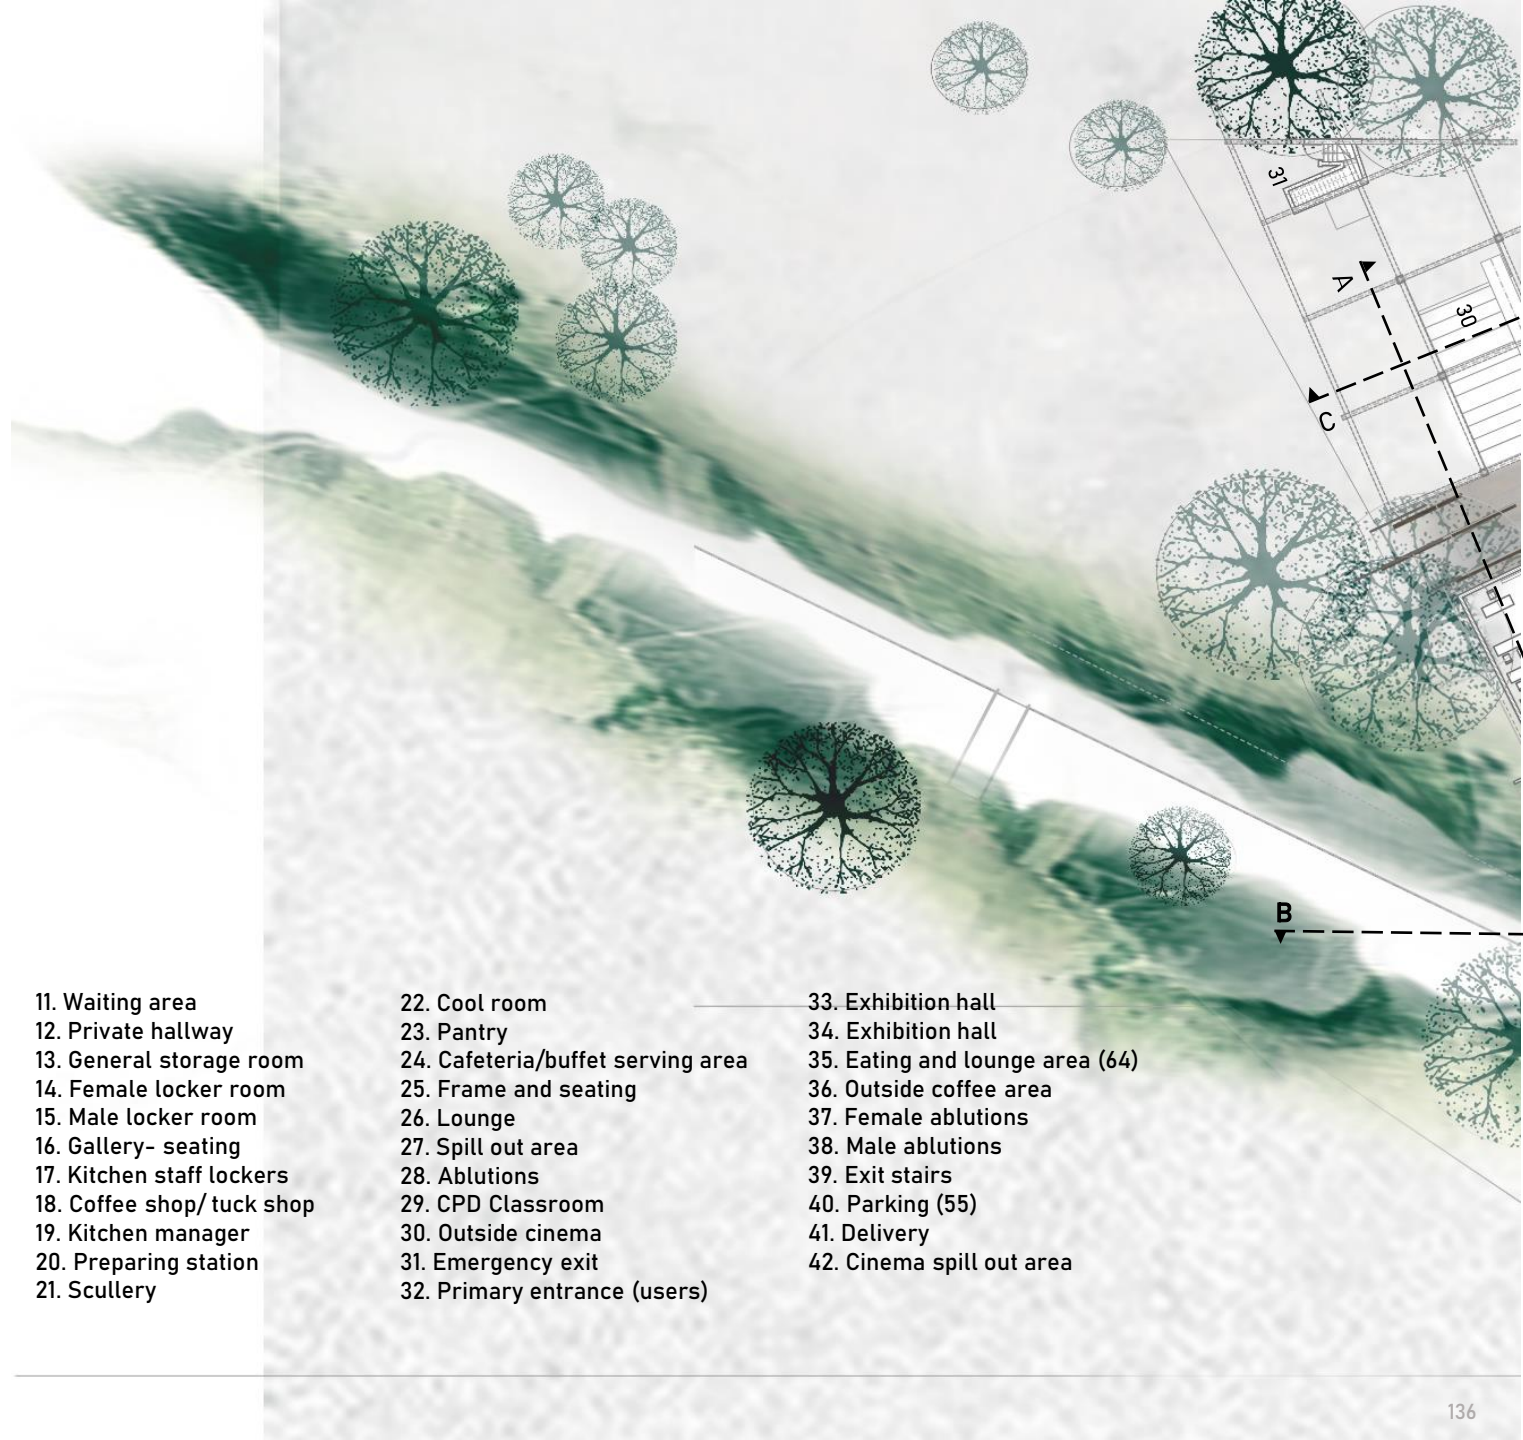 31
A
30
C
B
11. Waiting area
12. Private hallway
13. General storage room
14. Female locker room
15. Male locker room
16. Gallery- seating
17. Kitchen staff lockers
18. Coffee shop/ tuck shop
19. Kitchen manager
20. Preparing station
21. Scullery
22. Cool room
23. Pantry
24. Cafeteria/buffet serving area
25. Frame and seating
26. Lounge
27. Spill out area
28. Ablutions
29. CPD Classroom
30. Outside cinema
31. Emergency exit
32. Primary entrance (users)
33. Exhibition hall
34. Exhibition hall
35. Eating and lounge area (64)
36. Outside coffee area
37. Female ablutions
38. Male ablutions
39. Exit stairs
40. Parking (55)
41. Delivery
42. Cinema spill out area
136